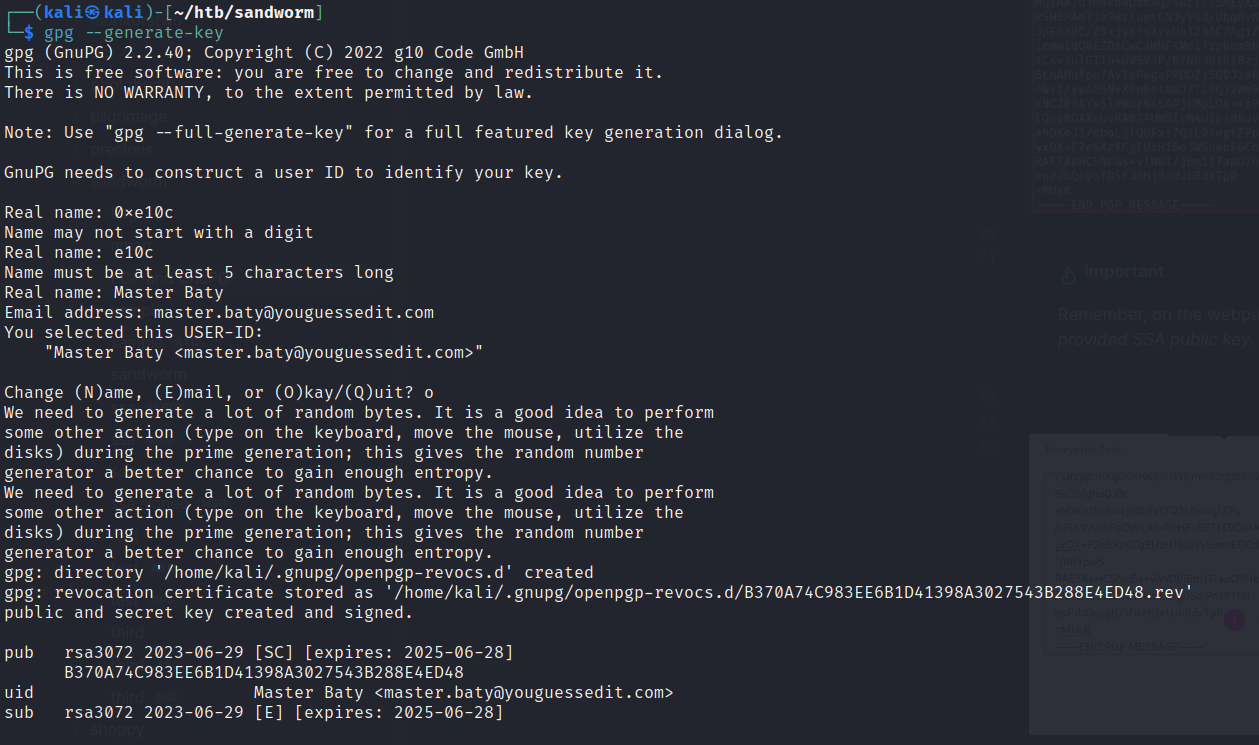 ┌──(kali㉿kali)-[~/htb/sandworm]
└─$ gpg --generate-key
gpg (GnuPG) 2.2.40; Copyright (C) 2022 g10 Code GmbH
This is free software: you are free to change and redistribute it.
There is NO WARRANTY, to the extent permitted by law.
Note: Use "gpg --full-generate-key" for a full featured key generation dialog.
GnuPG needs to construct a user ID to identify your key.
Real name: 0xe10c
Name may not start with a digit
Real name: e10c
Name must be at least 5 characters long
Real name: Master Baty
Email address: master.baty@youguessedit.com
You selected this USER-ID:
    "Master Baty <master.baty@youguessedit.com>"
Change (N)ame, (E)mail, or (O)kay/(Q)uit? o
We need to generate a lot of random bytes. It is a good idea to perform
some other action (type on the keyboard, move the mouse, utilize the
disks) during the prime generation; this gives the random number
generator a better chance to gain enough entropy.
We need to generate a lot of random bytes. It is a good idea to perform
some other action (type on the keyboard, move the mouse, utilize the
disks) during the prime generation; this gives the random number
generator a better chance to gain enough entropy.
gpg: directory '/home/kali/.gnupg/openpgp-revocs.d' created
gpg: revocation certificate stored as '/home/kali/.gnupg/openpgp-revocs.d/B370A74C983EE6B1D41398A3027543B288E4ED48.rev'
public and secret key created and signed.
pub   rsa3072 2023-06-29 [SC] [expires: 2025-06-28]
      B370A74C983EE6B1D41398A3027543B288E4ED48
uid                      Master Baty <master.baty@youguessedit.com>
sub   rsa3072 2023-06-29 [E] [expires: 2025-06-28]
pilgrimage
precious
sandworm
sandworm
third
shoppy
-----END PGP MESSAGE-----
Important
Remember, on the webpa
provided SSA public key.
Encrypted Text
-----END PGP MESSAGE-----